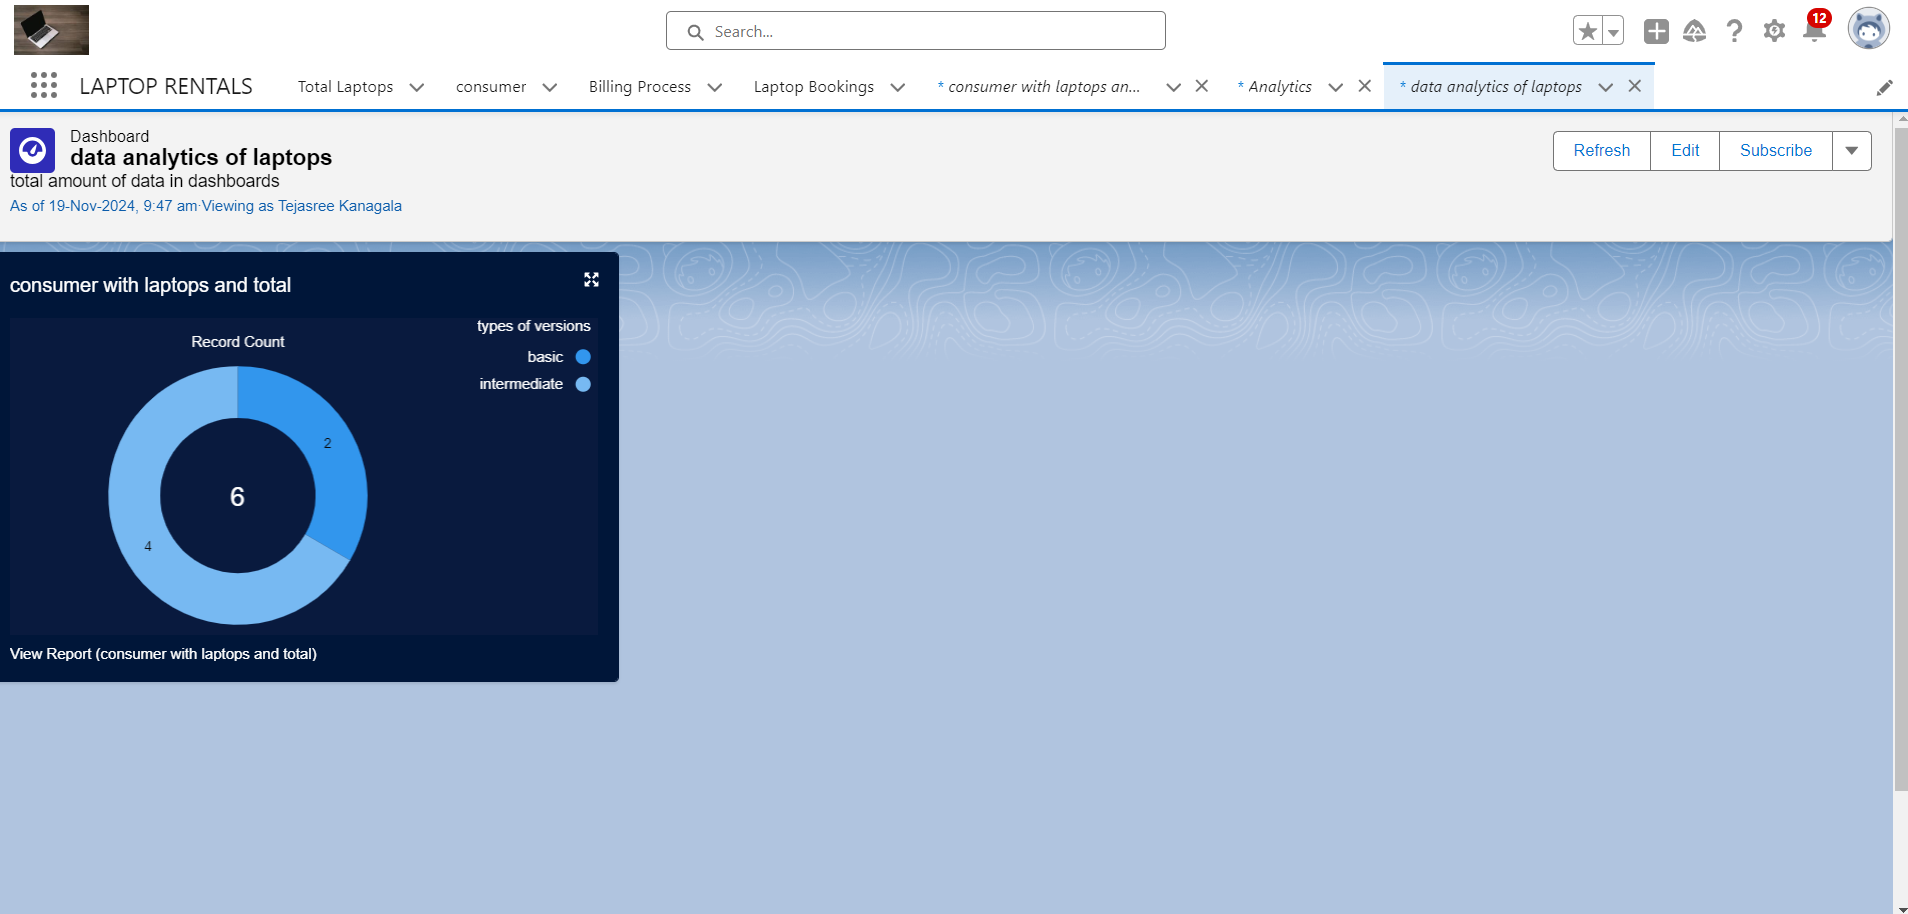 Search...
12
LAPTOP RENTALS
Total Laptops
consumer
Billing Process
Laptop Bookings
* consumer with laptops an...
* Analytics
* data analytics of laptops
Dashboard
data analytics of laptops
total amount of data in dashboards
As of 19-Nov-2024, 9:47 am·Viewing as Tejasree Kanagala
Refresh
Edit
Subscribe
consumer with laptops and total
types of versions
Record Count
basic
intermediate
2
6
4
View Report (consumer with laptops and total)